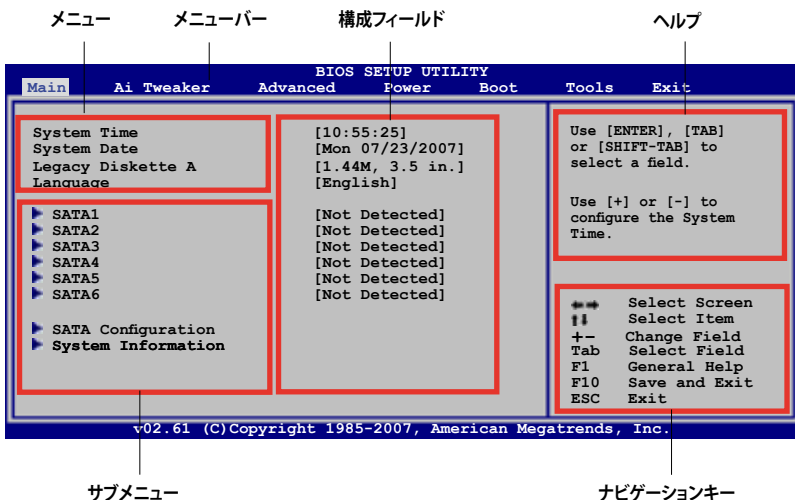 メニュー メニューバー 構成フィールド ヘルプ
BIOS SETUP UTILITY
Main Ai Tweaker Advanced Power Boot Tools Exit
System Time [10:55:25]
System Date [Mon 07/23/2007]
Legacy Diskette A [1.44M, 3.5 in.]
Language [English]
SATA1 [Not Detected]
SATA2 [Not Detected]
SATA3 [Not Detected]
SATA4 [Not Detected]
SATA5 [Not Detected]
SATA6 [Not Detected]
SATA Configuration
System Information
Use [ENTER], [TAB]
or [SHIFT-TAB] to
select a field.
Use [+] or [-] to
configure the System
Time.
←→ Select Screen
↑↓ Select Item
+- Change Field
Tab Select Field
F1 General Help
F10 Save and Exit
ESC Exit
v02.61 (C)Copyright 1985-2007, American Megatrends, Inc.
サブメニュー ナビゲーションキー